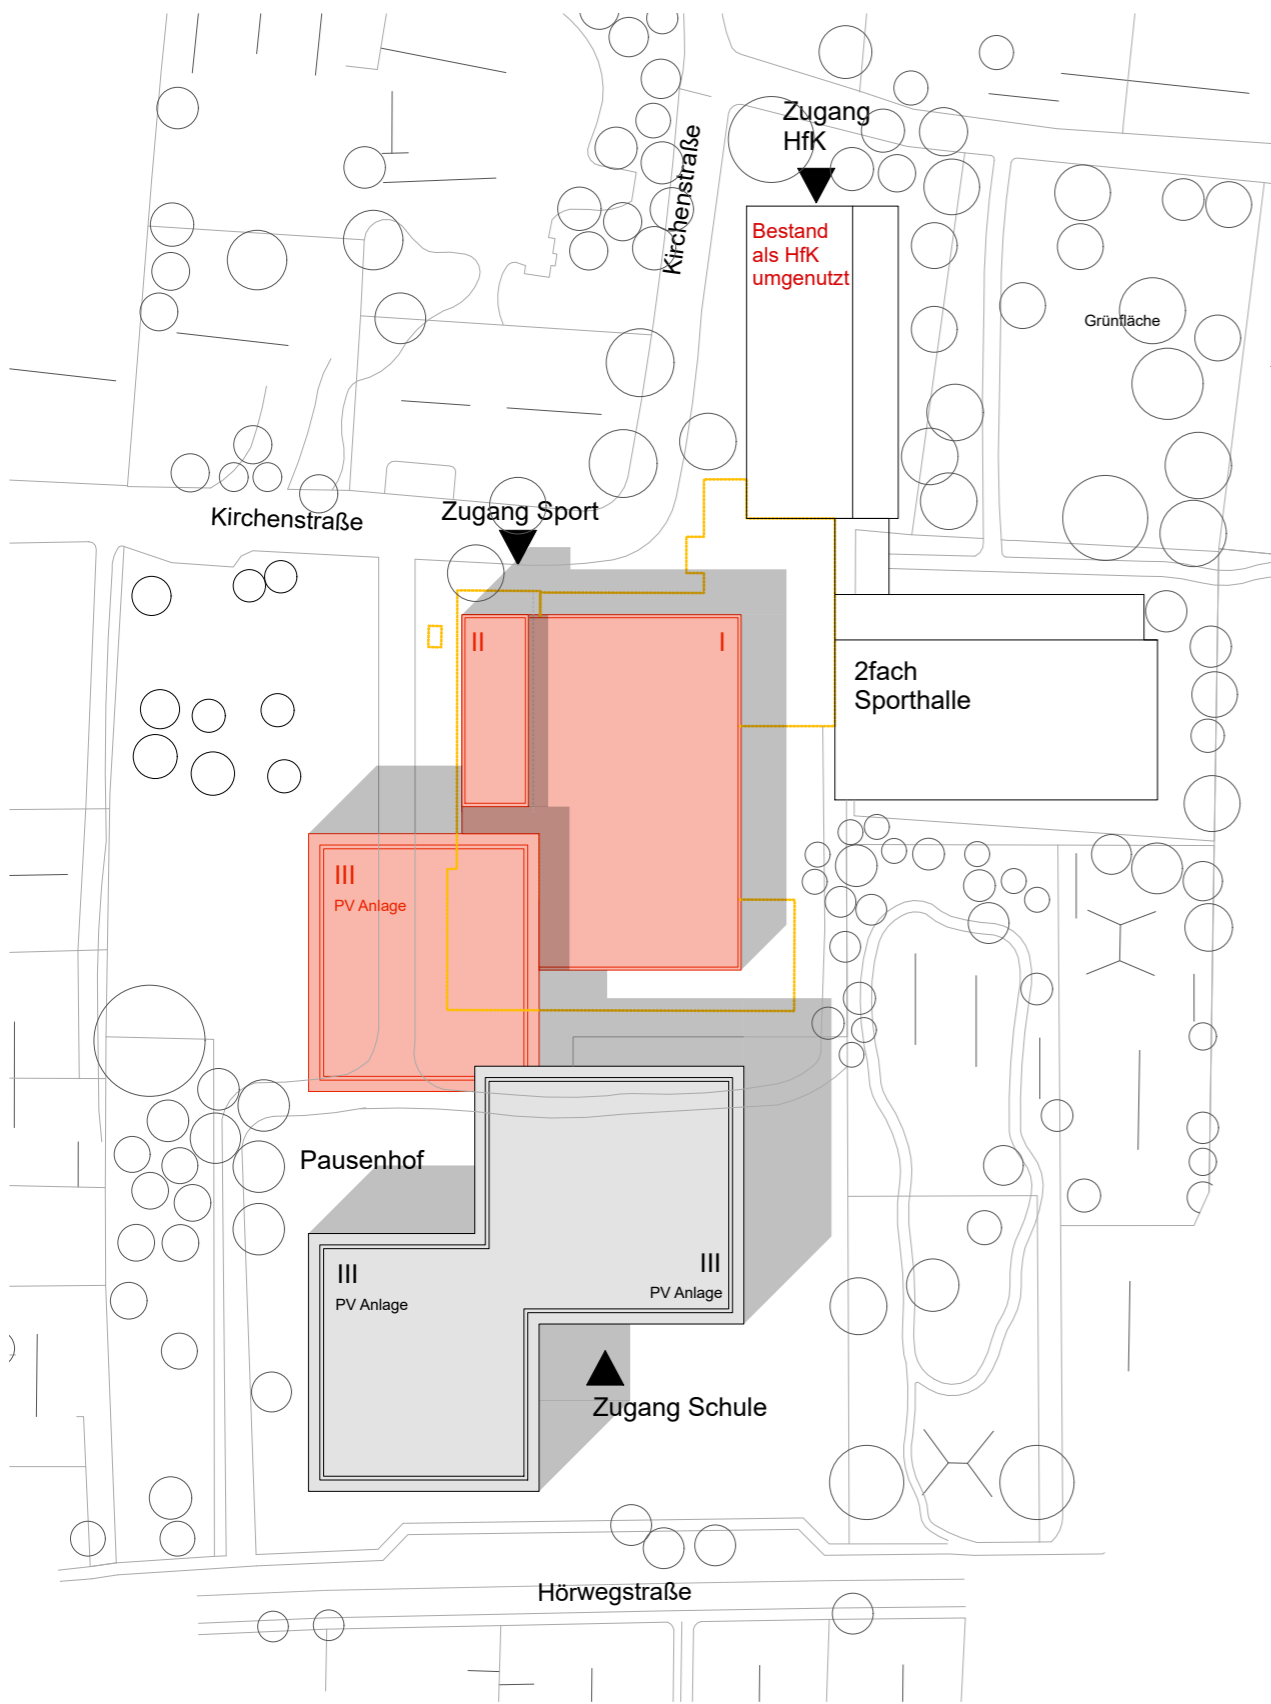 Zugang
HfK
Kirchenstraße
Bestand
als HfK
umgenutzt
Grünfläche
Kirchenstraße
Zugang Sport
II
I
2fach
Sporthalle
III
PV Anlage
Pausenhof
III
PV Anlage
III
PV Anlage
Zugang Schule
Hörwegstraße